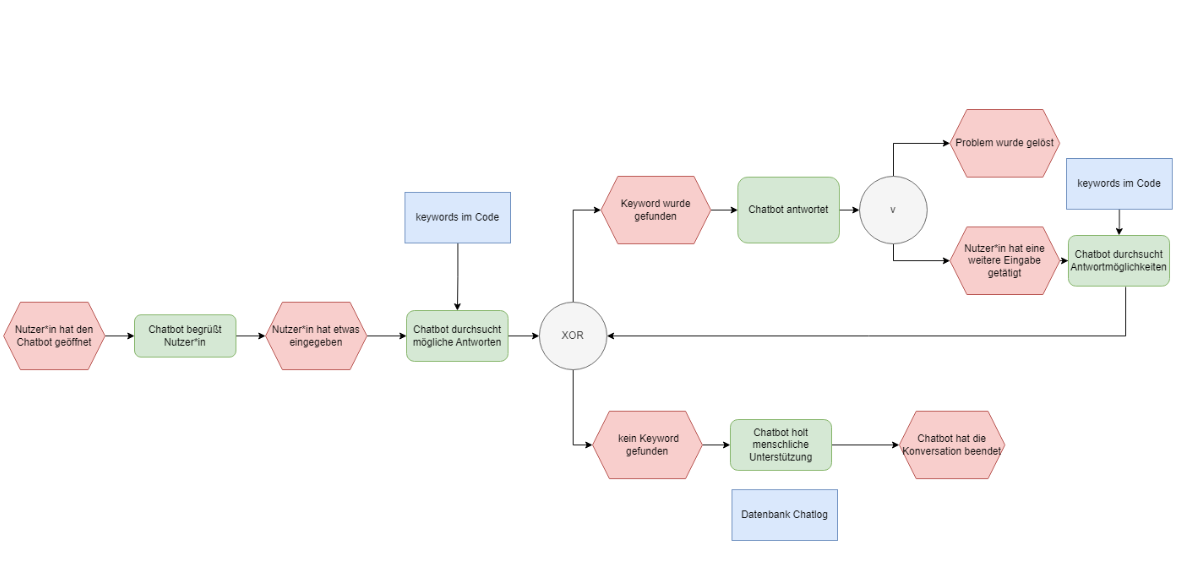 Nutzer*in hat den
Chatbot geöffnet
Chatbot begrüßt
Nutzer*in
Nutzer*in hat etwas
eingegeben
keywords im Code
Chatbot durchsucht
mögliche Antworten
XOR
Keyword wurde
gefunden
Chatbot antwortet
v
Problem wurde gelöst
Nutzer*in hat eine
weitere Eingabe
getätigt
keywords im Code
Chatbot durchsucht
Antwortmöglichkeiten
kein Keyword
gefunden
Chatbot holt
menschliche
Unterstützung
Chatbot hat die
Konversation beendet
Datenbank Chatlog